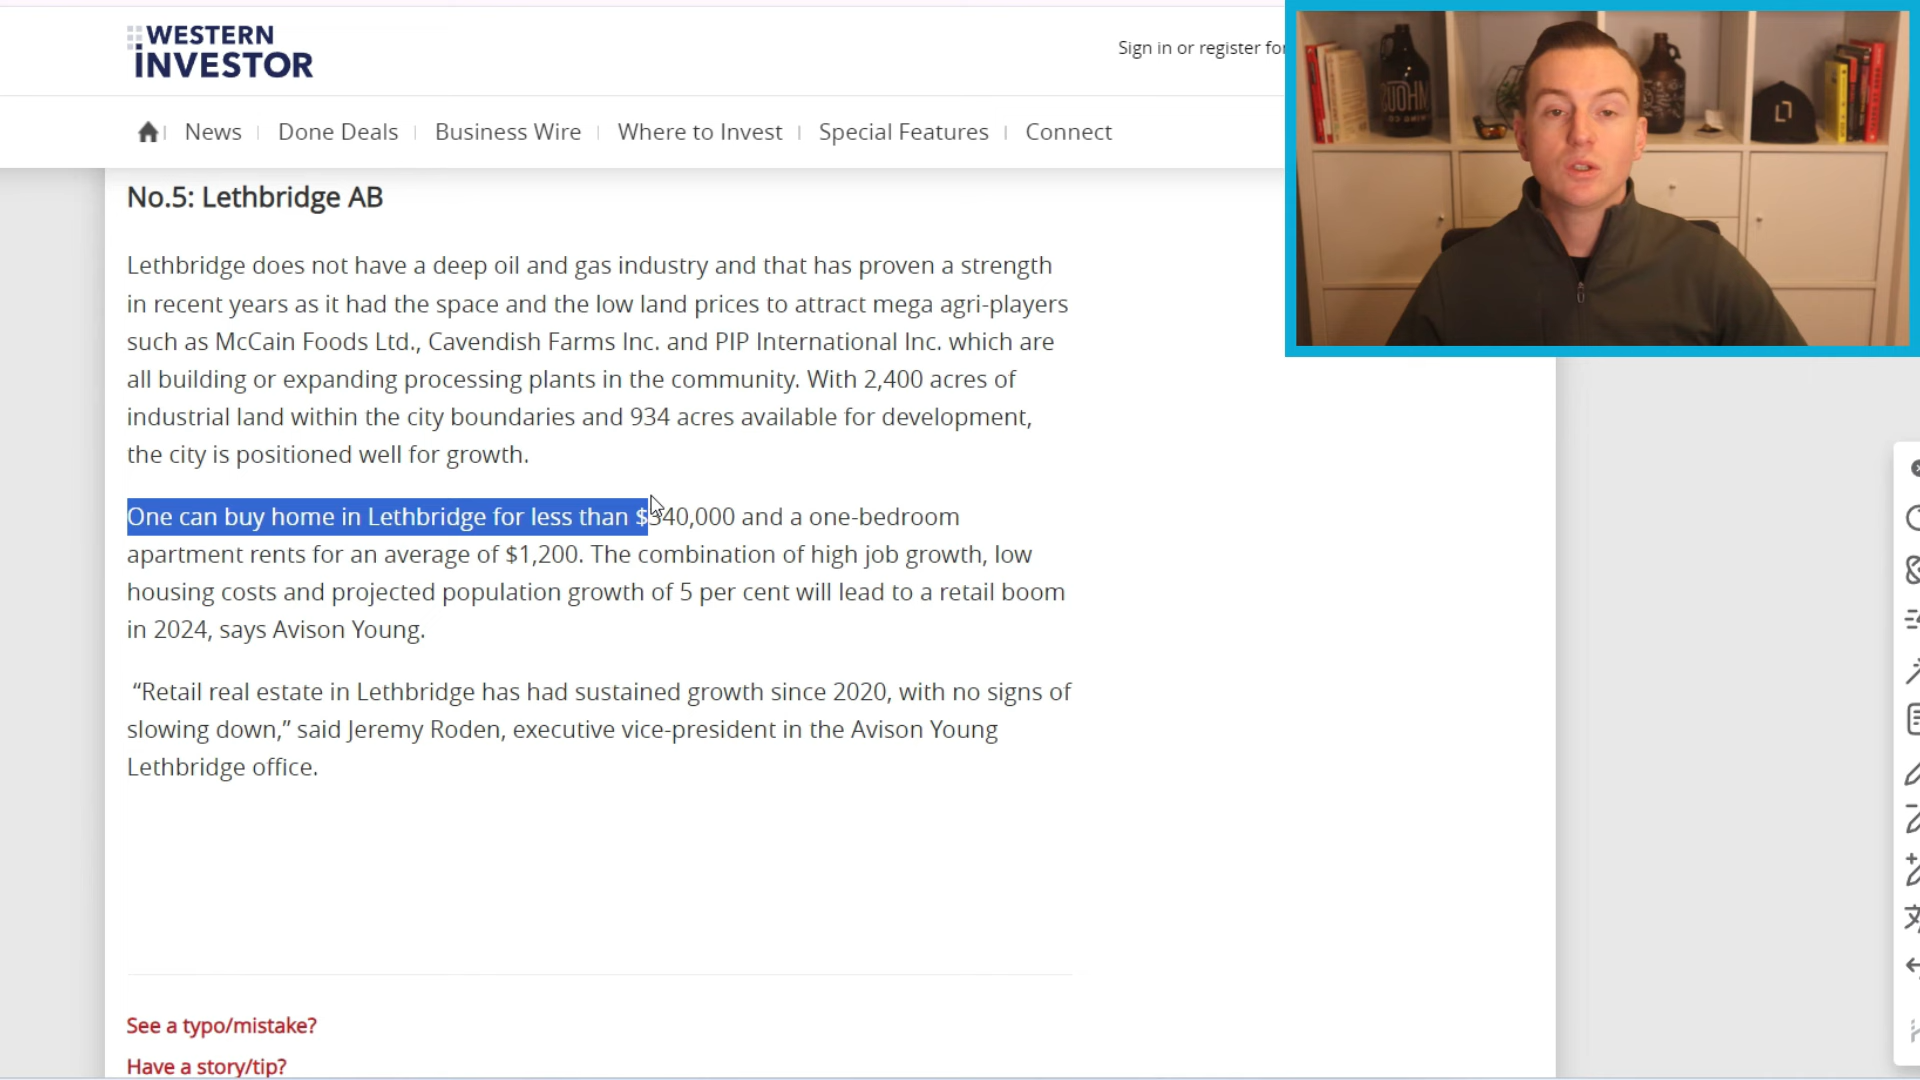 WESTERN
INVESTOR
Sign in or register for
News
Done Deals
Business Wire
Where to Invest
Special Features
Connect
No.5: Lethbridge AB
Lethbridge does not have a deep oil and gas industry and that has proven a strength
in recent years as it had the space and the low land prices to attract mega agri-players
such as McCain Foods Ltd., Cavendish Farms Inc. and PIP International Inc. which are
all building or expanding processing plants in the community. With 2,400 acres of
industrial land within the city boundaries and 934 acres available for development,
the city is positioned well for growth.
One can buy home in Lethbridge for less than $340,000 and a one-bedroom
apartment rents for an average of $1,200. The combination of high job growth, low
housing costs and projected population growth of 5 per cent will lead to a retail boom
in 2024, says Avison Young.
“Retail real estate in Lethbridge has had sustained growth since 2020, with no signs of
slowing down,” said Jeremy Roden, executive vice-president in the Avison Young
Lethbridge office.
See a typo/mistake?
Have a story/tip?